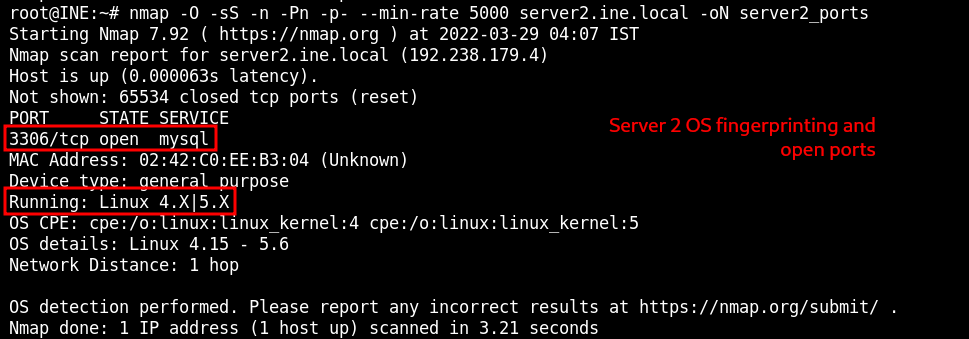 root@INE:~# nmap -O -sS -n -Pn -p- --min-rate 5000 server2.ine.local -oN server2_ports
Starting Nmap 7.92 ( https://nmap.org ) at 2022-03-29 04:07 IST
Nmap scan report for server2.ine.local (192.238.179.4)
Host is up (0.000063s latency).
Not shown: 65534 closed tcp ports (reset)
PORT     STATE SERVICE
3306/tcp open  mysql
MAC Address: 02:42:C0:EE:B3:04 (Unknown)
Device type: general purpose
Running: Linux 4.X|5.X
OS CPE: cpe:/o:linux:linux_kernel:4 cpe:/o:linux:linux_kernel:5
OS details: Linux 4.15 - 5.6
Network Distance: 1 hop
OS detection performed. Please report any incorrect results at https://nmap.org/submit/ .
Nmap done: 1 IP address (1 host up) scanned in 3.21 seconds
Server 2 OS fingerprinting and
open ports